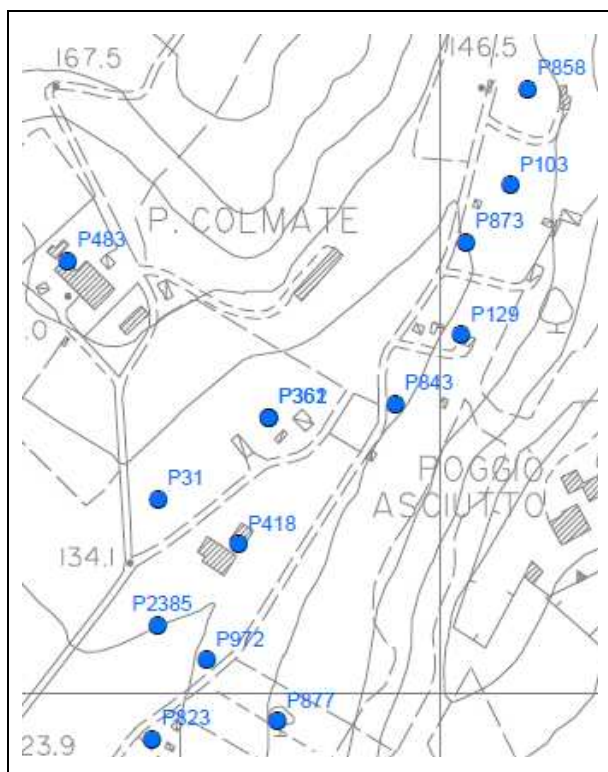 167.5
146.5
P858
P103
P. COLMATE
P873
P483
P129
.0
P843
POGGIO
ASCIUTTO
P31
P418
134.1
P2385
P972
P877
P823
23.9